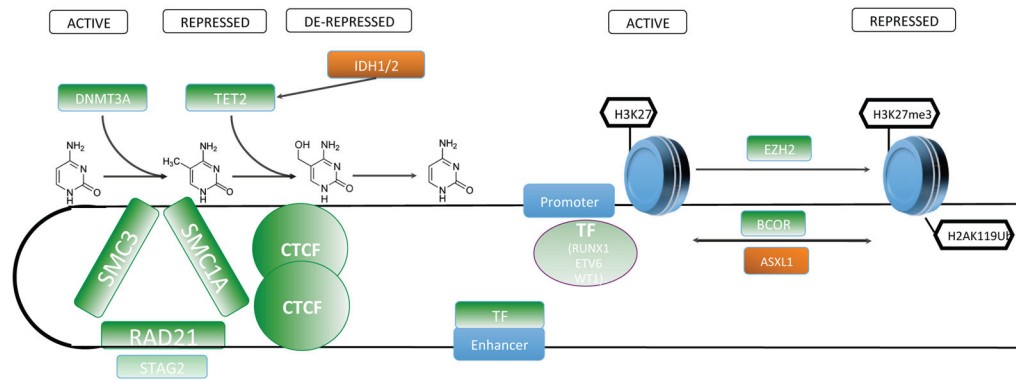 ACTIVE
REPRESSED
DE-REPRESSED
ACTIVE
REPRESSED
IDH1/2
DNMT3A
TET2
H3K27
H3K27me3
EZH2
NH2
N
N
H
O
H3C
NH2
N
N
H
O
OH
NH2
N
N
H
O
NH2
N
N
H
O
Promoter
TF
(RUNX1
ETV6
WT1)
BCOR
ASXL1
H2AK119Ub
SMC3
SMC1A
CTCF
CTCF
RAD21
STAG2
TF
Enhancer